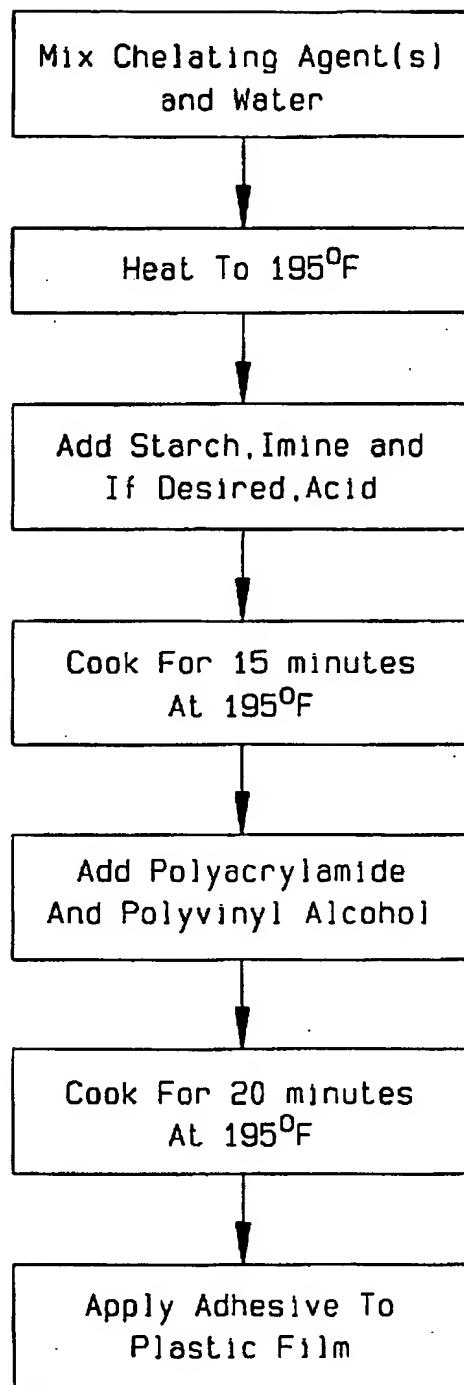 Mix Chelating Agent(s)
and Water
Heat To 195°F
Add Starch,Imine and
If Desired,Acid
Cook For 15 minutes
At 195°F
Add Polyacrylamide
And Polyvinyl Alcohol
Cook For 20 minutes
At 195°F
Apply Adhesive To
Plastic Film